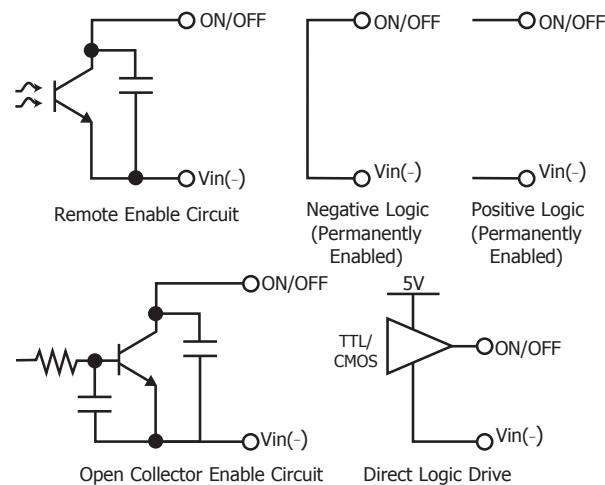 ON/OFF
Vin(–)
Remote Enable Circuit
ON/OFF
Vin(–)
Negative Logic
(Permanently
Enabled)
ON/OFF
Vin(–)
Positive Logic
(Permanently
Enabled)
ON/OFF
Vin(–)
Open Collector Enable Circuit
5V
TTL/
CMOS
ON/OFF
Vin(–)
Direct Logic Drive